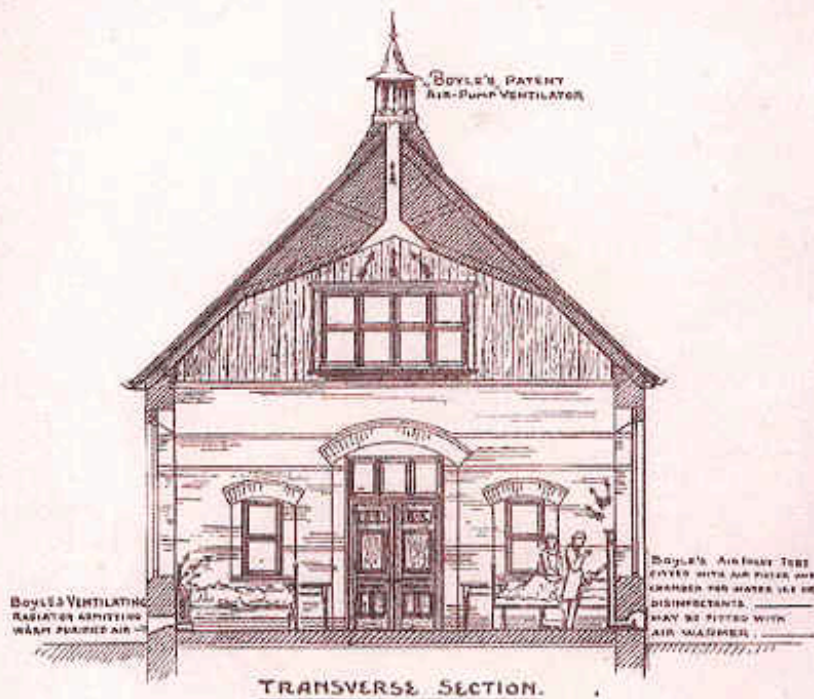 BOYLE'S PATENT
AIR-PUMP VENTILATOR
BOYLES VENTILATING
RADIATOR ADMITTING
WARM PURIFIED AIR
BOYLE'S AIR INLET TUBE
FITTED WITH AIR FILTER AND
CHAMBER FOR WATER ICE OR
DISINFECTANTS
MAY BE FITTED WITH
AIR WARMER
TRANSVERSE SECTION.